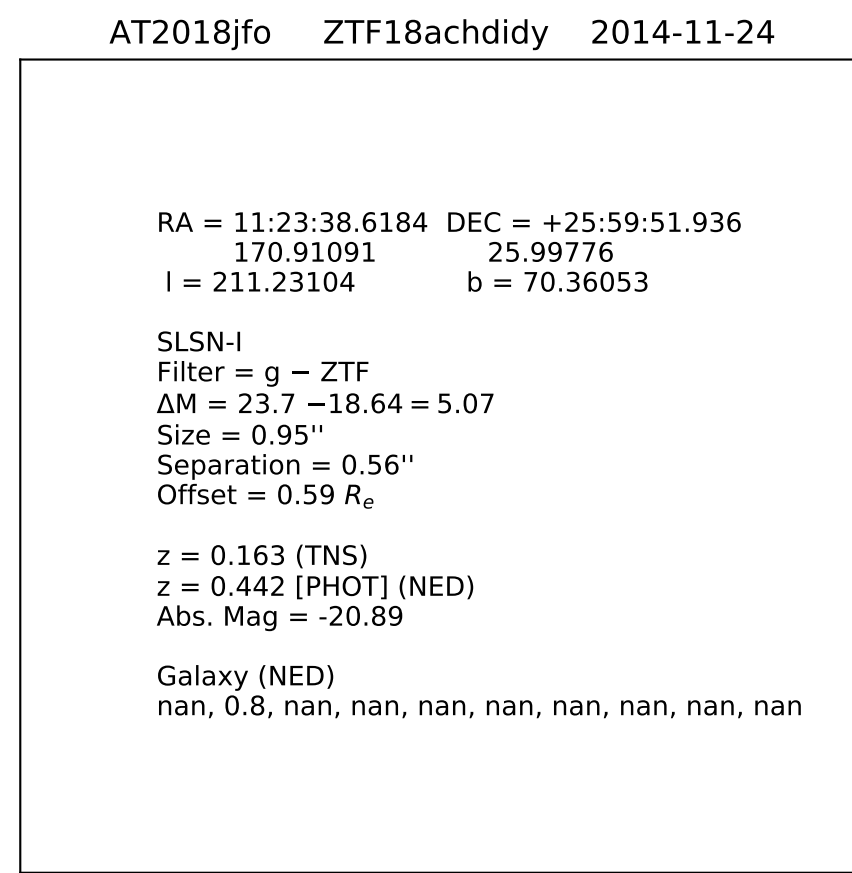 AT2018jfo ZTF18achdidy 2014-11-24
RA = 11:23:38.6184 DEC = +25:59:51.936
170.91091 25.99776
l = 211.23104 b = 70.36053
SLSN-I
Filter = g − ZTF
ΔM = 23.7 −18.64 = 5.07
Size = 0.95''
Separation = 0.56''
Offset = 0.59 Rₑ
z = 0.163 (TNS)
z = 0.442 [PHOT] (NED)
Abs. Mag = -20.89
Galaxy (NED)
nan, 0.8, nan, nan, nan, nan, nan, nan, nan, nan